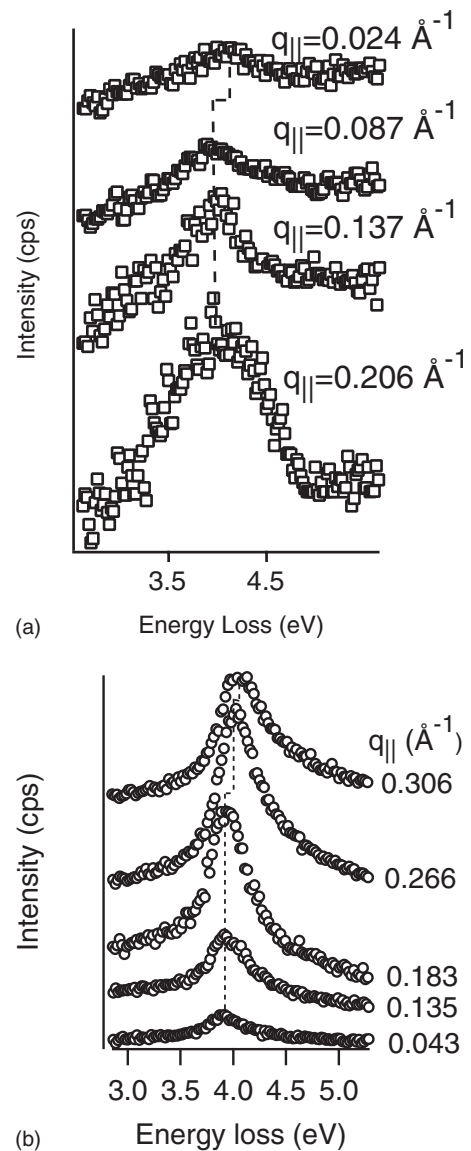 q||=0.024 Å-1
q||=0.087 Å-1
q||=0.137 Å-1
q||=0.206 Å-1
Intensity (cps)
3.5 4.5
(a) Energy Loss (eV)
q|| (Å-1)
0.306
0.266
0.183
0.135
0.043
Intensity (cps)
3.0 3.5 4.0 4.5 5.0
(b) Energy loss (eV)